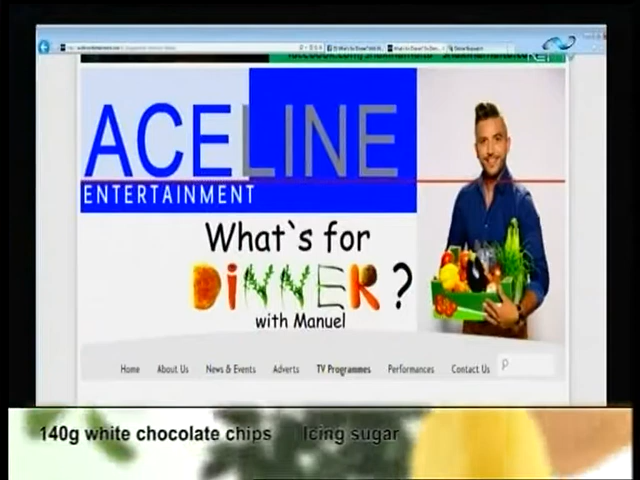 ACELINE
ENTERTAINMENT
What`s for
DiNNER?
with Manuel
Home About Us News & Events Adverts TV Programmes Performances Contact Us
140g white chocolate chips Icing sugar